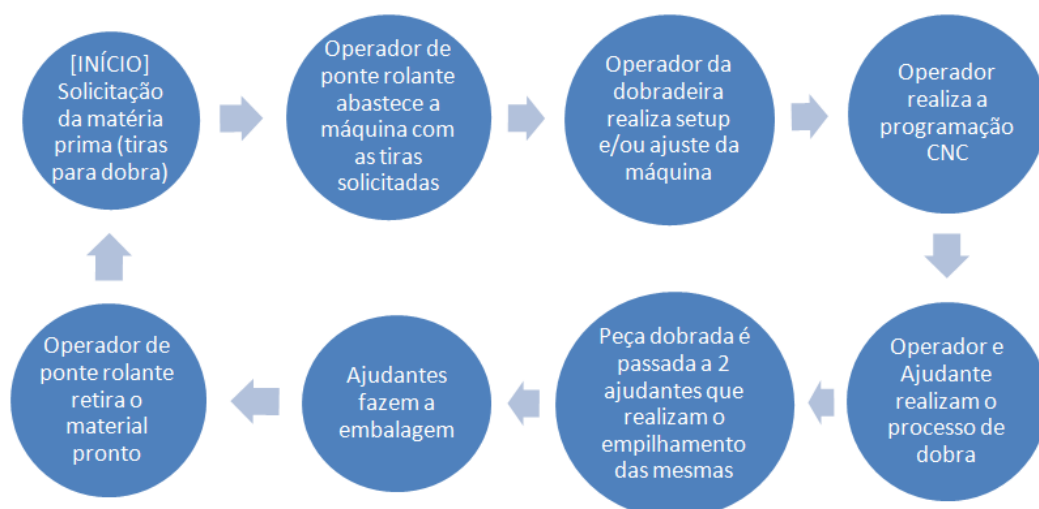 [INÍCIO]
Solicitação
da matéria
prima (tiras
para dobra)
Operador de
ponte rolante
abastece a
máquina com
as tiras
solicitadas
Operador da
dobradeira
realiza setup
e/ou ajuste da
máquina
Operador
realiza a
programação
CNC
Operador e
Ajudante
realizam o
processo de
dobra
Peça dobrada é
passada a 2
ajudantes que
realizam o
empilhamento
das mesmas
Ajudantes
fazem a
embalagem
Operador de
ponte rolante
retira o
material
pronto